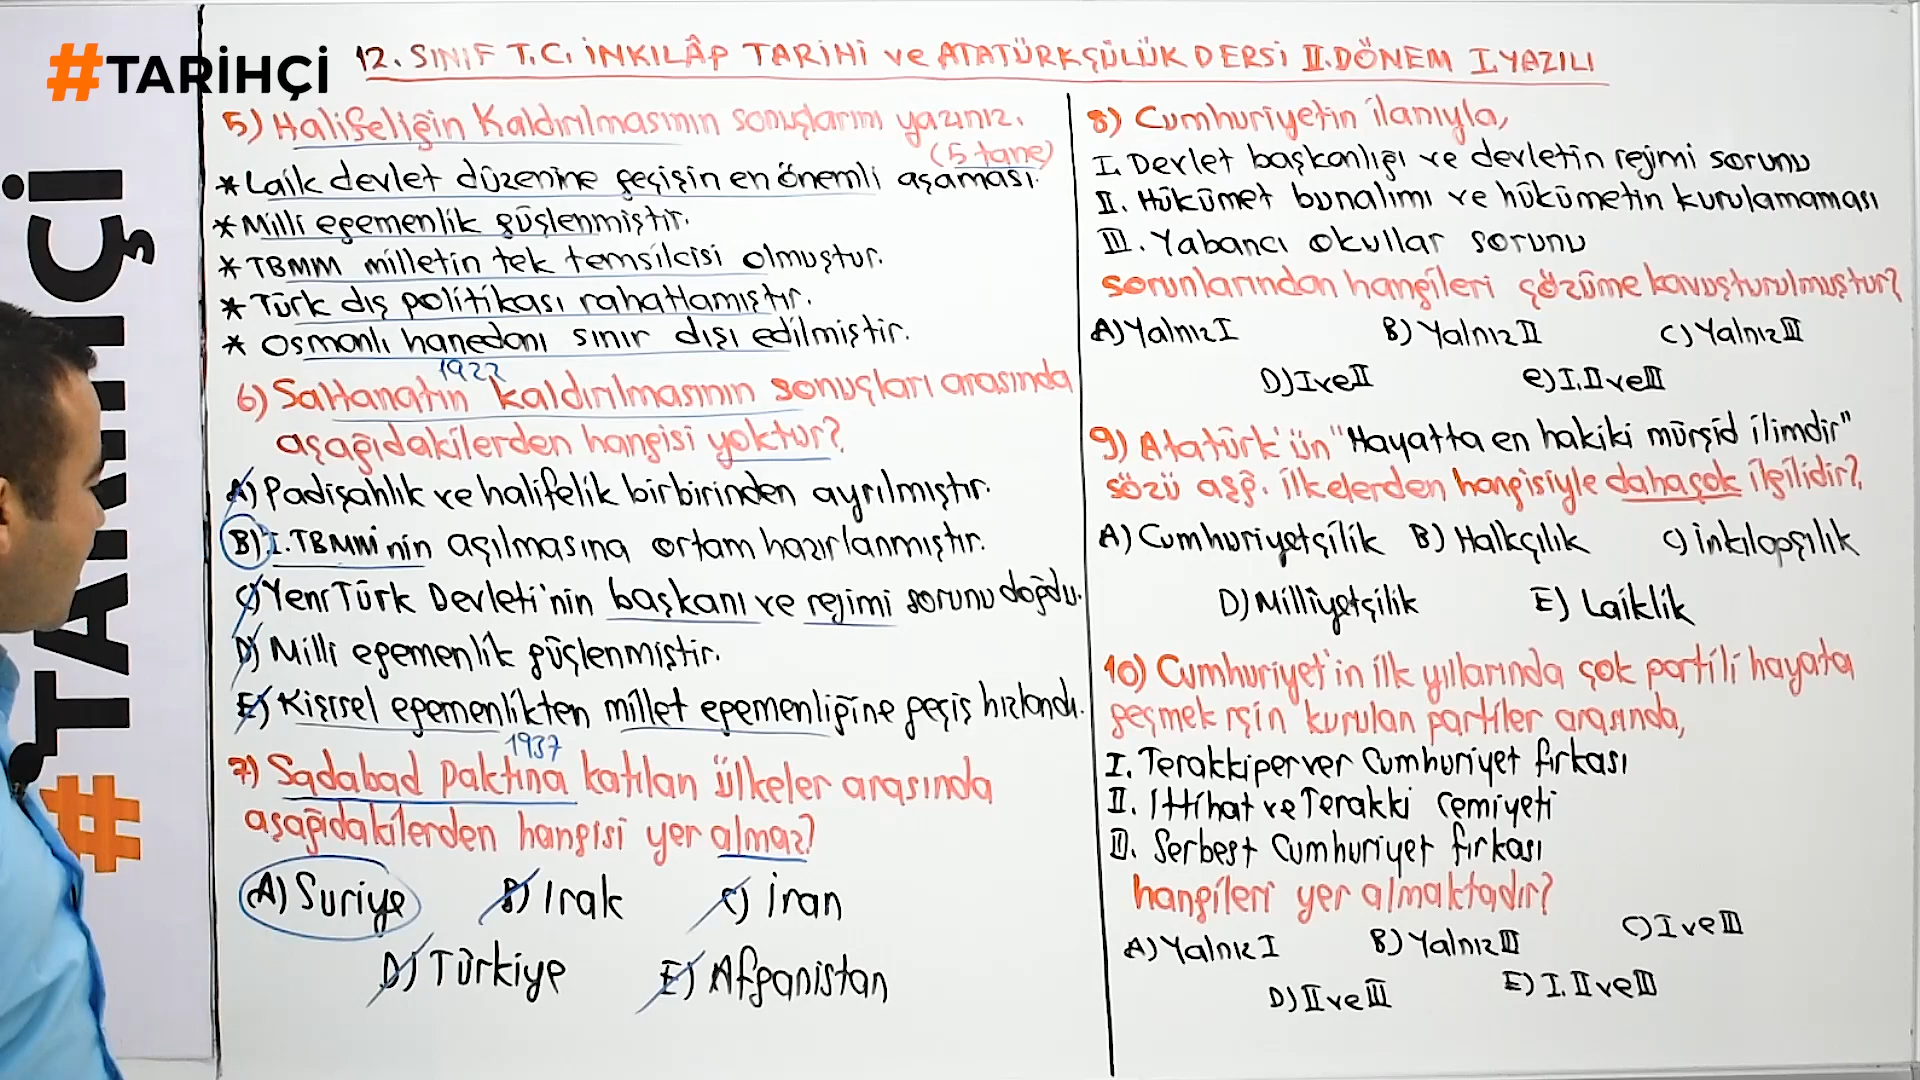 #TARİHÇİ
#TARİHÇİ
12. SINIF T.C. İNKILÂP TARİHİ ve ATATÜRKÇÜLÜK DERSİ II. DÖNEM I. YAZILI
5) Halifeliğin Kaldırılmasının sonuçlarını yazınız.
(5 tane)
* Laik devlet düzenine geçişin en önemli aşaması.
* Milli egemenlik güçlenmiştir.
* TBMM milletin tek temsilcisi olmuştur.
* Türk dış politikası rahatlamıştır.
* Osmanlı hanedanı sınır dışı edilmiştir.
1922
6) Saltanatın kaldırılmasının sonuçları arasında
aşağıdakilerden hangisi yoktur?
A) Padişahlık ve halifelik birbirinden ayrılmıştır.
B) I. TBMM'nin açılmasına ortam hazırlanmıştır.
C) Yeni Türk Devleti'nin başkanı ve rejimi sorunu doğdu.
D) Milli egemenlik güçlenmiştir.
E) Kişisel egemenlikten millet egemenliğine geçiş hızlandı.
1937
7) Sadabad Paktına katılan ülkeler arasında
aşağıdakilerden hangisi yer almaz?
A) Suriye B) Irak C) İran
D) Türkiye E) Afganistan
8) Cumhuriyetin ilanıyla,
I. Devlet başkanlığı ve devletin rejimi sorunu
II. Hükümet bunalımı ve hükümetin kurulamaması
III. Yabancı okullar sorunu
sorunlarından hangileri çözüme kavuşturulmuştur?
A) Yalnız I B) Yalnız II C) Yalnız III
D) I ve II e) I. II ve III
9) Atatürk'ün "Hayatta en hakiki mürşid ilimdir"
sözü aşğ. ilkelerden hangisiyle daha çok ilgilidir?
A) Cumhuriyetçilik B) Halkçılık C) inkılapçılık
D) Milliyetçilik E) Laiklik
10) Cumhuriyet'in ilk yıllarında çok partili hayata
geçmek için kurulan partiler arasında,
I. Terakkiperver Cumhuriyet fırkası
II. İttihat ve Terakki Cemiyeti
III. Serbest Cumhuriyet fırkası
hangileri yer almaktadır?
A) Yalnız I B) Yalnız III C) I ve III
D) II ve III E) I. II ve III